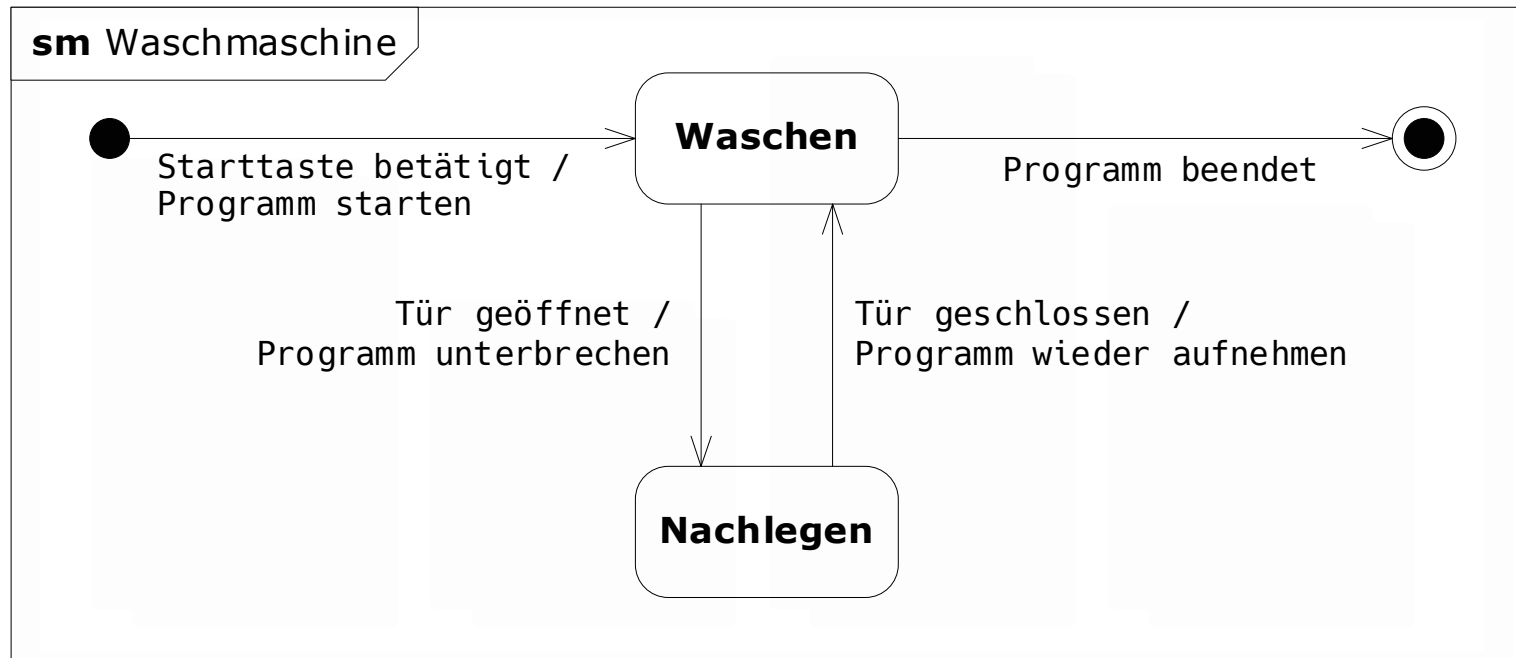 sm Waschmaschine
Waschen
Starttaste betätigt /
Programm starten
Programm beendet
Tür geöffnet /
Programm unterbrechen
Tür geschlossen /
Programm wieder aufnehmen
Nachlegen